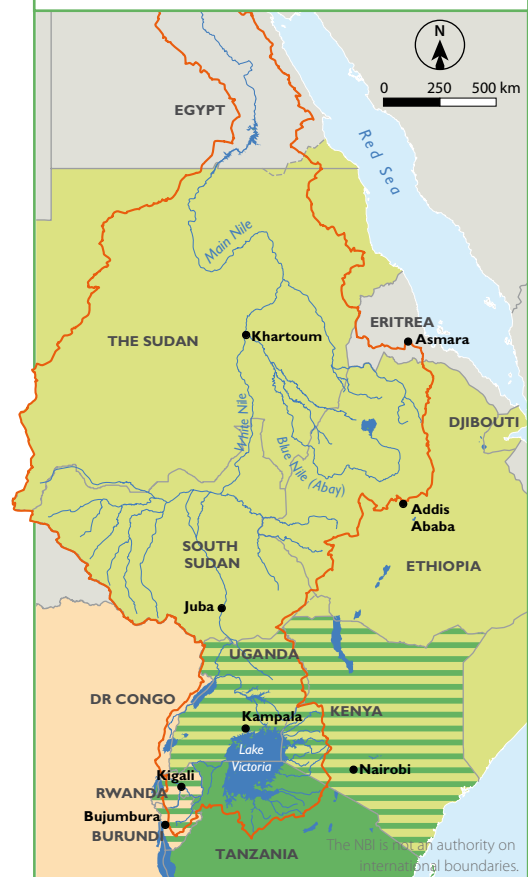 N
0 250 500 km
EGYPT
Red Sea
Main Nile
ERITREA
Khartoum
Asmara
THE SUDAN
White Nile
DJIBOUTI
Blue Nile (Abay)
Addis
Ababa
SOUTH
SUDAN
ETHIOPIA
Juba
UGANDA
DR CONGO
KENYA
Kampala
Lake
Victoria
Nairobi
Kigali
RWANDA
Bujumbura
BURUNDI
TANZANIA
The NBI is not an authority on
international boundaries.